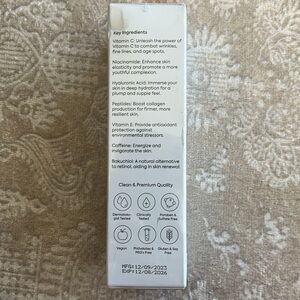 Key Ingredients
Vitamin C: Unleash the power of
Vitamin C to combat wrinkles,
fine lines, and age spots.
Niacinamide: Enhance skin
elasticity and promote a more
youthful complexion.
Hyaluronic Acid: Immerse your
skin in deep hydration for a
plump and supple feel.
Peptides: Boost collagen
production for firmer, more
resilient skin.
Vitamin E: Provide antioxidant
protection against
environmental stressors.
Caffeine: Energize and
invigorate the skin.
Bakuchiol: A natural alternative
to retinol, aiding in skin renewal.
Clean & Premium Quality
Dermatolo-
gist Tested
Clinically
Tested
Paraben &
Sulfate Free
Vegan
Phthalates &
PEG's Free
Gluten & Soy
Free
MFG:12/09/2023
EXP:12/08/2026